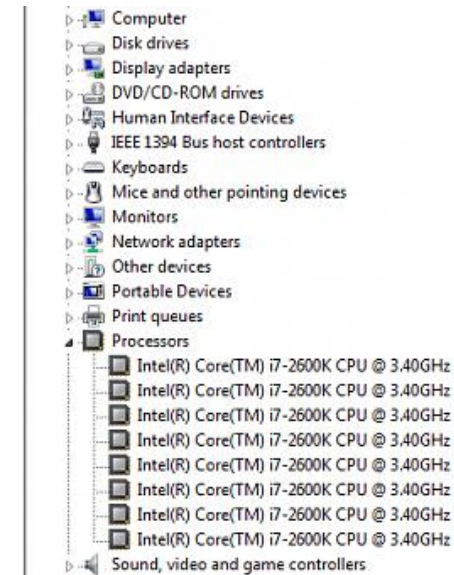 Computer
Disk drives
Display adapters
DVD/CD-ROM drives
Human Interface Devices
IEEE 1394 Bus host controllers
Keyboards
Mice and other pointing devices
Monitors
Network adapters
Other devices
Portable Devices
Print queues
Processors
Intel(R) Core(TM) i7-2600K CPU @ 3.40GHz
Intel(R) Core(TM) i7-2600K CPU @ 3.40GHz
Intel(R) Core(TM) i7-2600K CPU @ 3.40GHz
Intel(R) Core(TM) i7-2600K CPU @ 3.40GHz
Intel(R) Core(TM) i7-2600K CPU @ 3.40GHz
Intel(R) Core(TM) i7-2600K CPU @ 3.40GHz
Intel(R) Core(TM) i7-2600K CPU @ 3.40GHz
Intel(R) Core(TM) i7-2600K CPU @ 3.40GHz
Sound, video and game controllers